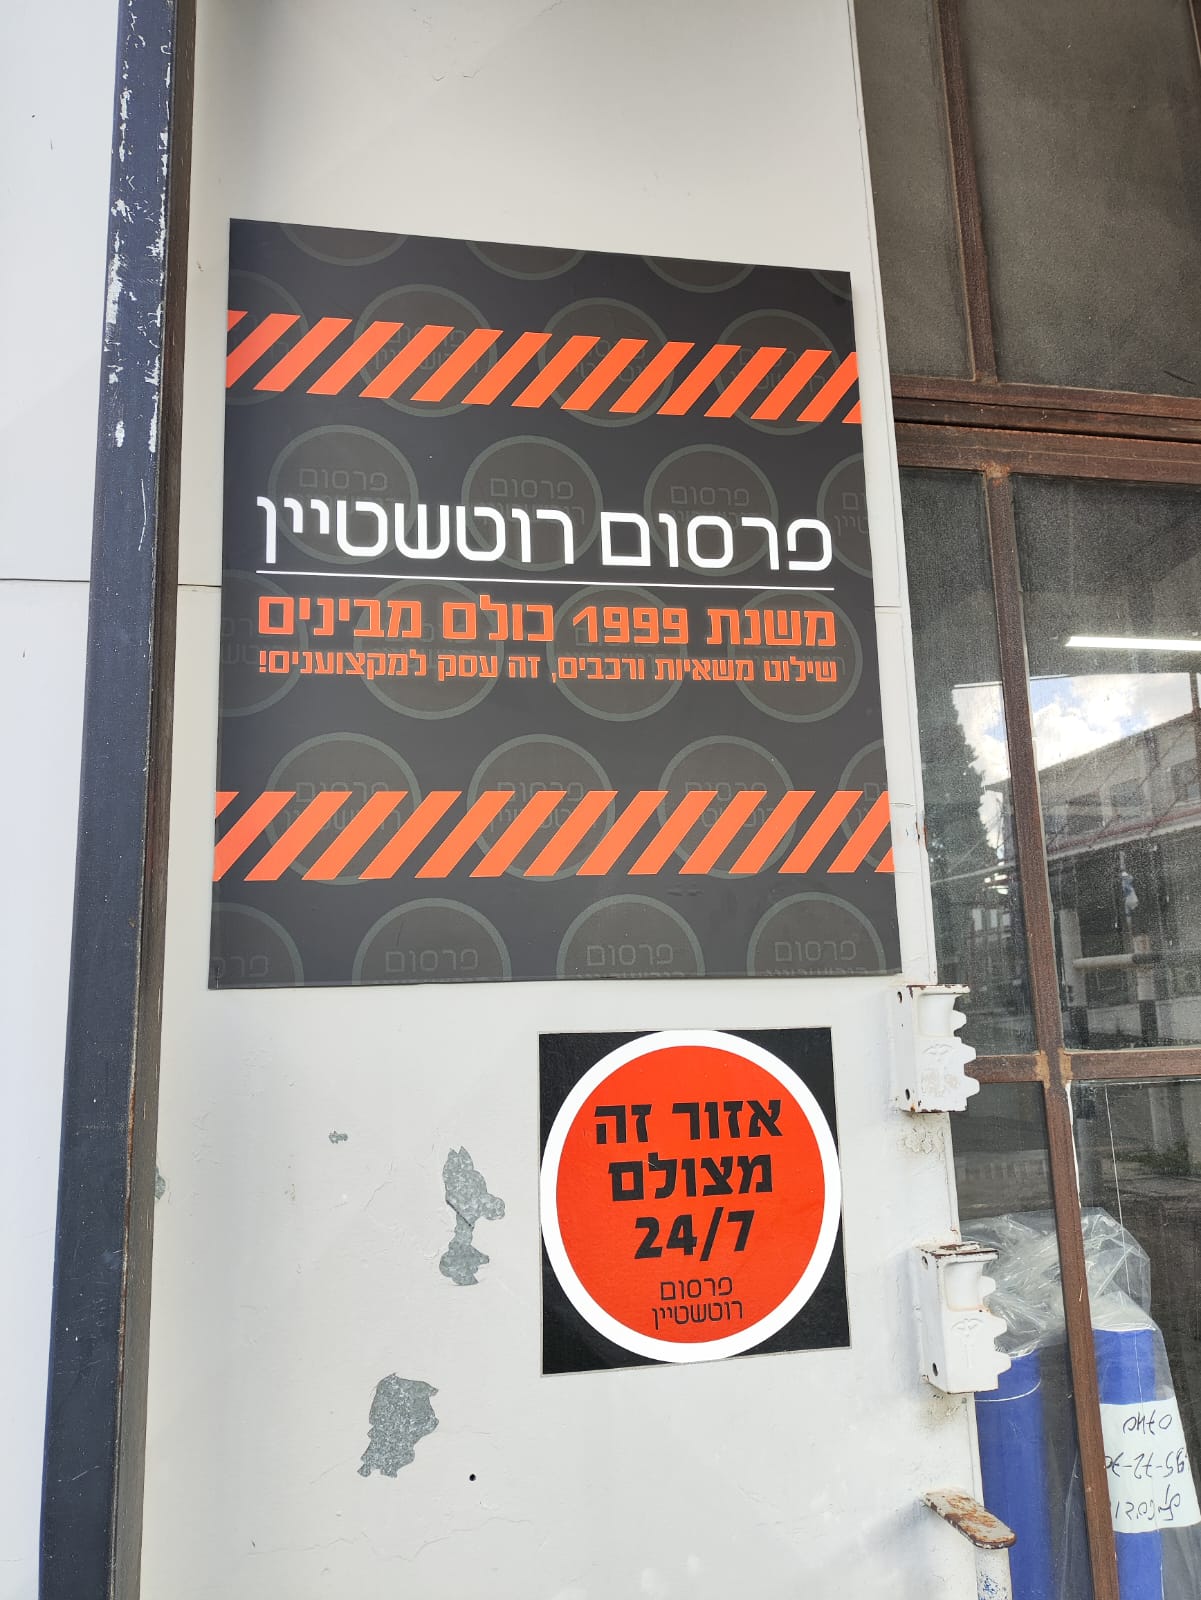 פרסום רוטשטיין
משנת 1999 כולם מבינים
שילוט משאיות ורכבים, זה עסק למקצוענים!
אזור זה
מצולם
24/7
פרסום
רוטשטיין